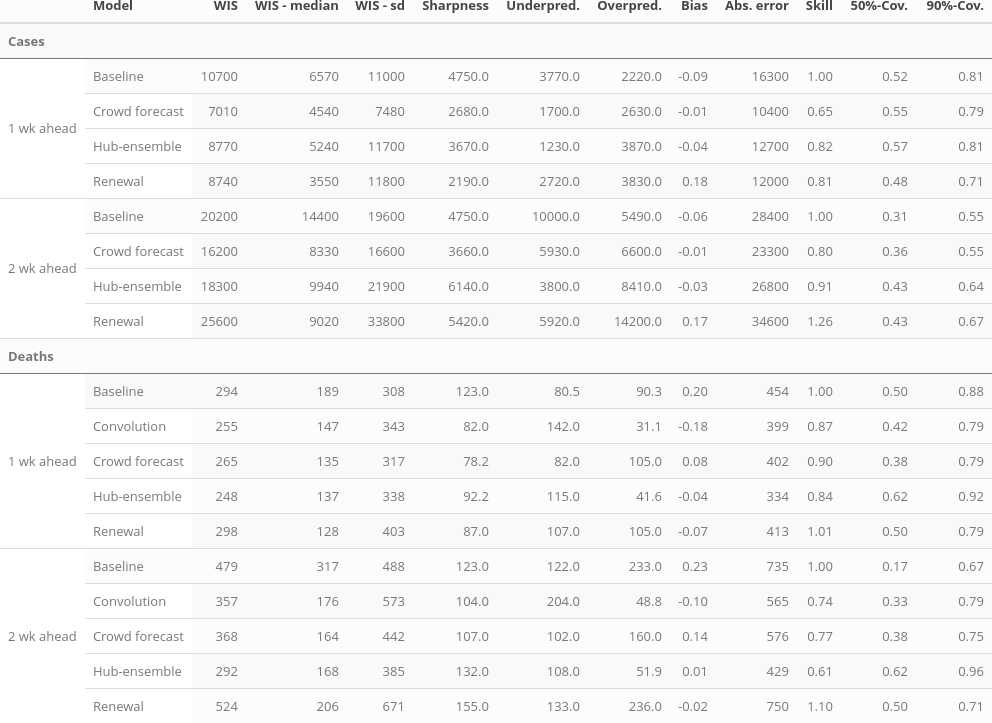 Model WIS WIS - median WIS - sd Sharpness Underpred. Overpred. Bias Abs. error Skill 50%-Cov. 90%-Cov.
Cases
1 wk ahead
Baseline 10700 6570 11000 4750.0 3770.0 2220.0 -0.09 16300 1.00 0.52 0.81
Crowd forecast 7010 4540 7480 2680.0 1700.0 2630.0 -0.01 10400 0.65 0.55 0.79
Hub-ensemble 8770 5240 11700 3670.0 1230.0 3870.0 -0.04 12700 0.82 0.57 0.81
Renewal 8740 3550 11800 2190.0 2720.0 3830.0 0.18 12000 0.81 0.48 0.71
2 wk ahead
Baseline 20200 14400 19600 4750.0 10000.0 5490.0 -0.06 28400 1.00 0.31 0.55
Crowd forecast 16200 8330 16600 3660.0 5930.0 6600.0 -0.01 23300 0.80 0.36 0.55
Hub-ensemble 18300 9940 21900 6140.0 3800.0 8410.0 -0.03 26800 0.91 0.43 0.64
Renewal 25600 9020 33800 5420.0 5920.0 14200.0 0.17 34600 1.26 0.43 0.67
Deaths
1 wk ahead
Baseline 294 189 308 123.0 80.5 90.3 0.20 454 1.00 0.50 0.88
Convolution 255 147 343 82.0 142.0 31.1 -0.18 399 0.87 0.42 0.79
Crowd forecast 265 135 317 78.2 82.0 105.0 0.08 402 0.90 0.38 0.79
Hub-ensemble 248 137 338 92.2 115.0 41.6 -0.04 334 0.84 0.62 0.92
Renewal 298 128 403 87.0 107.0 105.0 -0.07 413 1.01 0.50 0.79
2 wk ahead
Baseline 479 317 488 123.0 122.0 233.0 0.23 735 1.00 0.17 0.67
Convolution 357 176 573 104.0 204.0 48.8 -0.10 565 0.74 0.33 0.79
Crowd forecast 368 164 442 107.0 102.0 160.0 0.14 576 0.77 0.38 0.75
Hub-ensemble 292 168 385 132.0 108.0 51.9 0.01 429 0.61 0.62 0.96
Renewal 524 206 671 155.0 133.0 236.0 -0.02 750 1.10 0.50 0.71